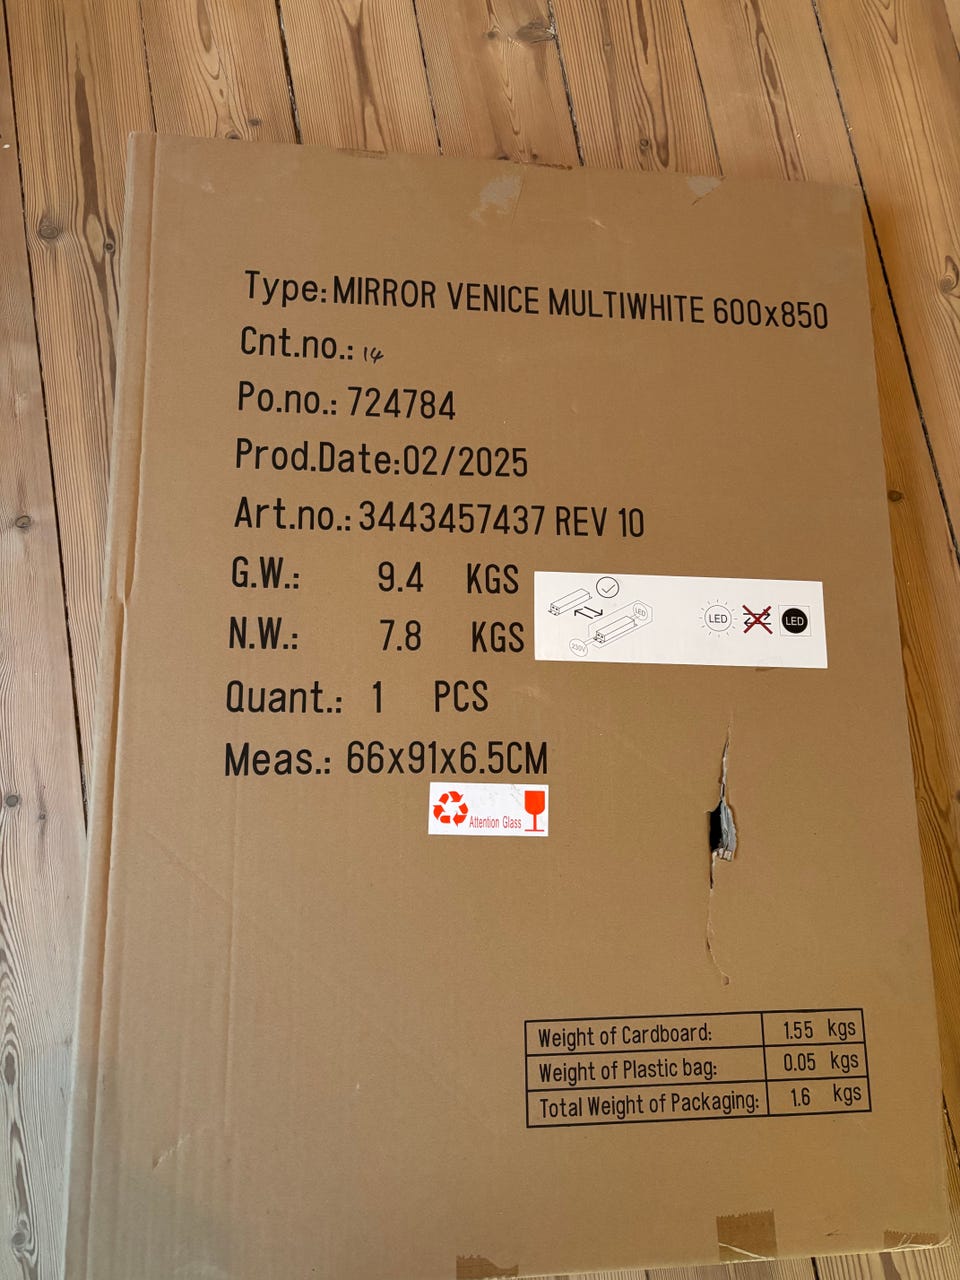 Type: MIRROR VENICE MULTIWHITE 600x850
Cnt.no.: 14
Po.no.: 724784
Prod.Date:02/2025
Art.no.: 3443457437 REV 10
G.W.: 9.4 KGS
N.W.: 7.8 KGS
LED
230V
LED LED
Quant.: 1 PCS
Meas.: 66x91x6.5CM
Attention Glass
Weight of Cardboard: 1.55 kgs
Weight of Plastic bag: 0.05 kgs
Total Weight of Packaging: 1.6 kgs